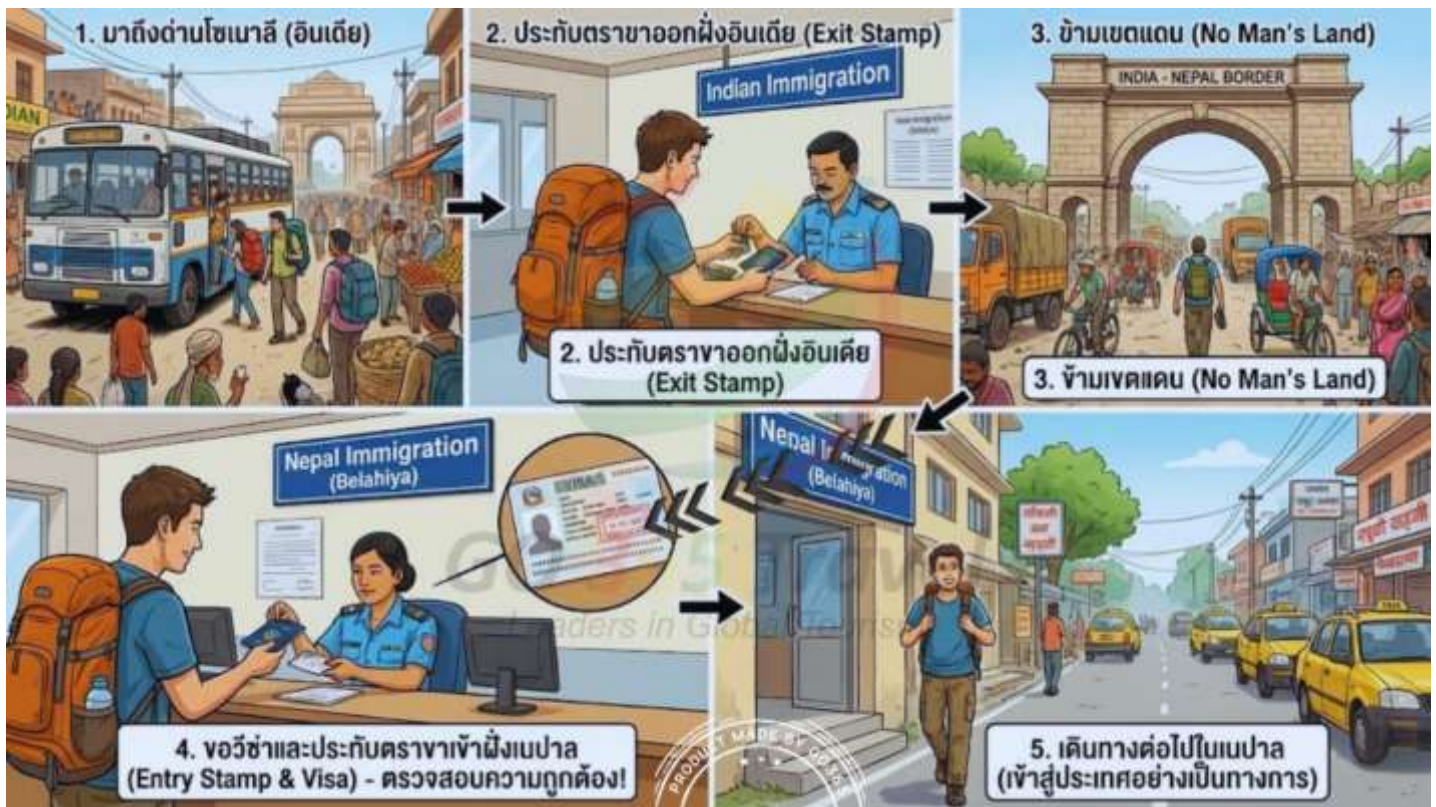 1. มาถึงด่านโซเนาลี (อินเดีย)
DIAN
2. ประทับตราขาออกฝั่งอินเดีย (Exit Stamp)
Indian Immigration
2. ประทับตราขาออกฝั่งอินเดีย
(Exit Stamp)
3. ข้ามเขตแดน (No Man's Land)
INDIA - NEPAL BORDER
3. ข้ามเขตแดน (No Man's Land)
Nepal Immigration
(Belahiya)
4. ขอวีซ่าและประทับตราขาเข้าฝั่งเนปาล
(Entry Stamp & Visa) - ตรวจสอบความถูกต้อง!
Nepal Immigration
(Belahiya)
TAXI
5. เดินทางต่อไปในเนปาล
(เข้าสู่ประเทศอย่างเป็นทางการ)
Leaders in Global
PRODUCT MADE BY